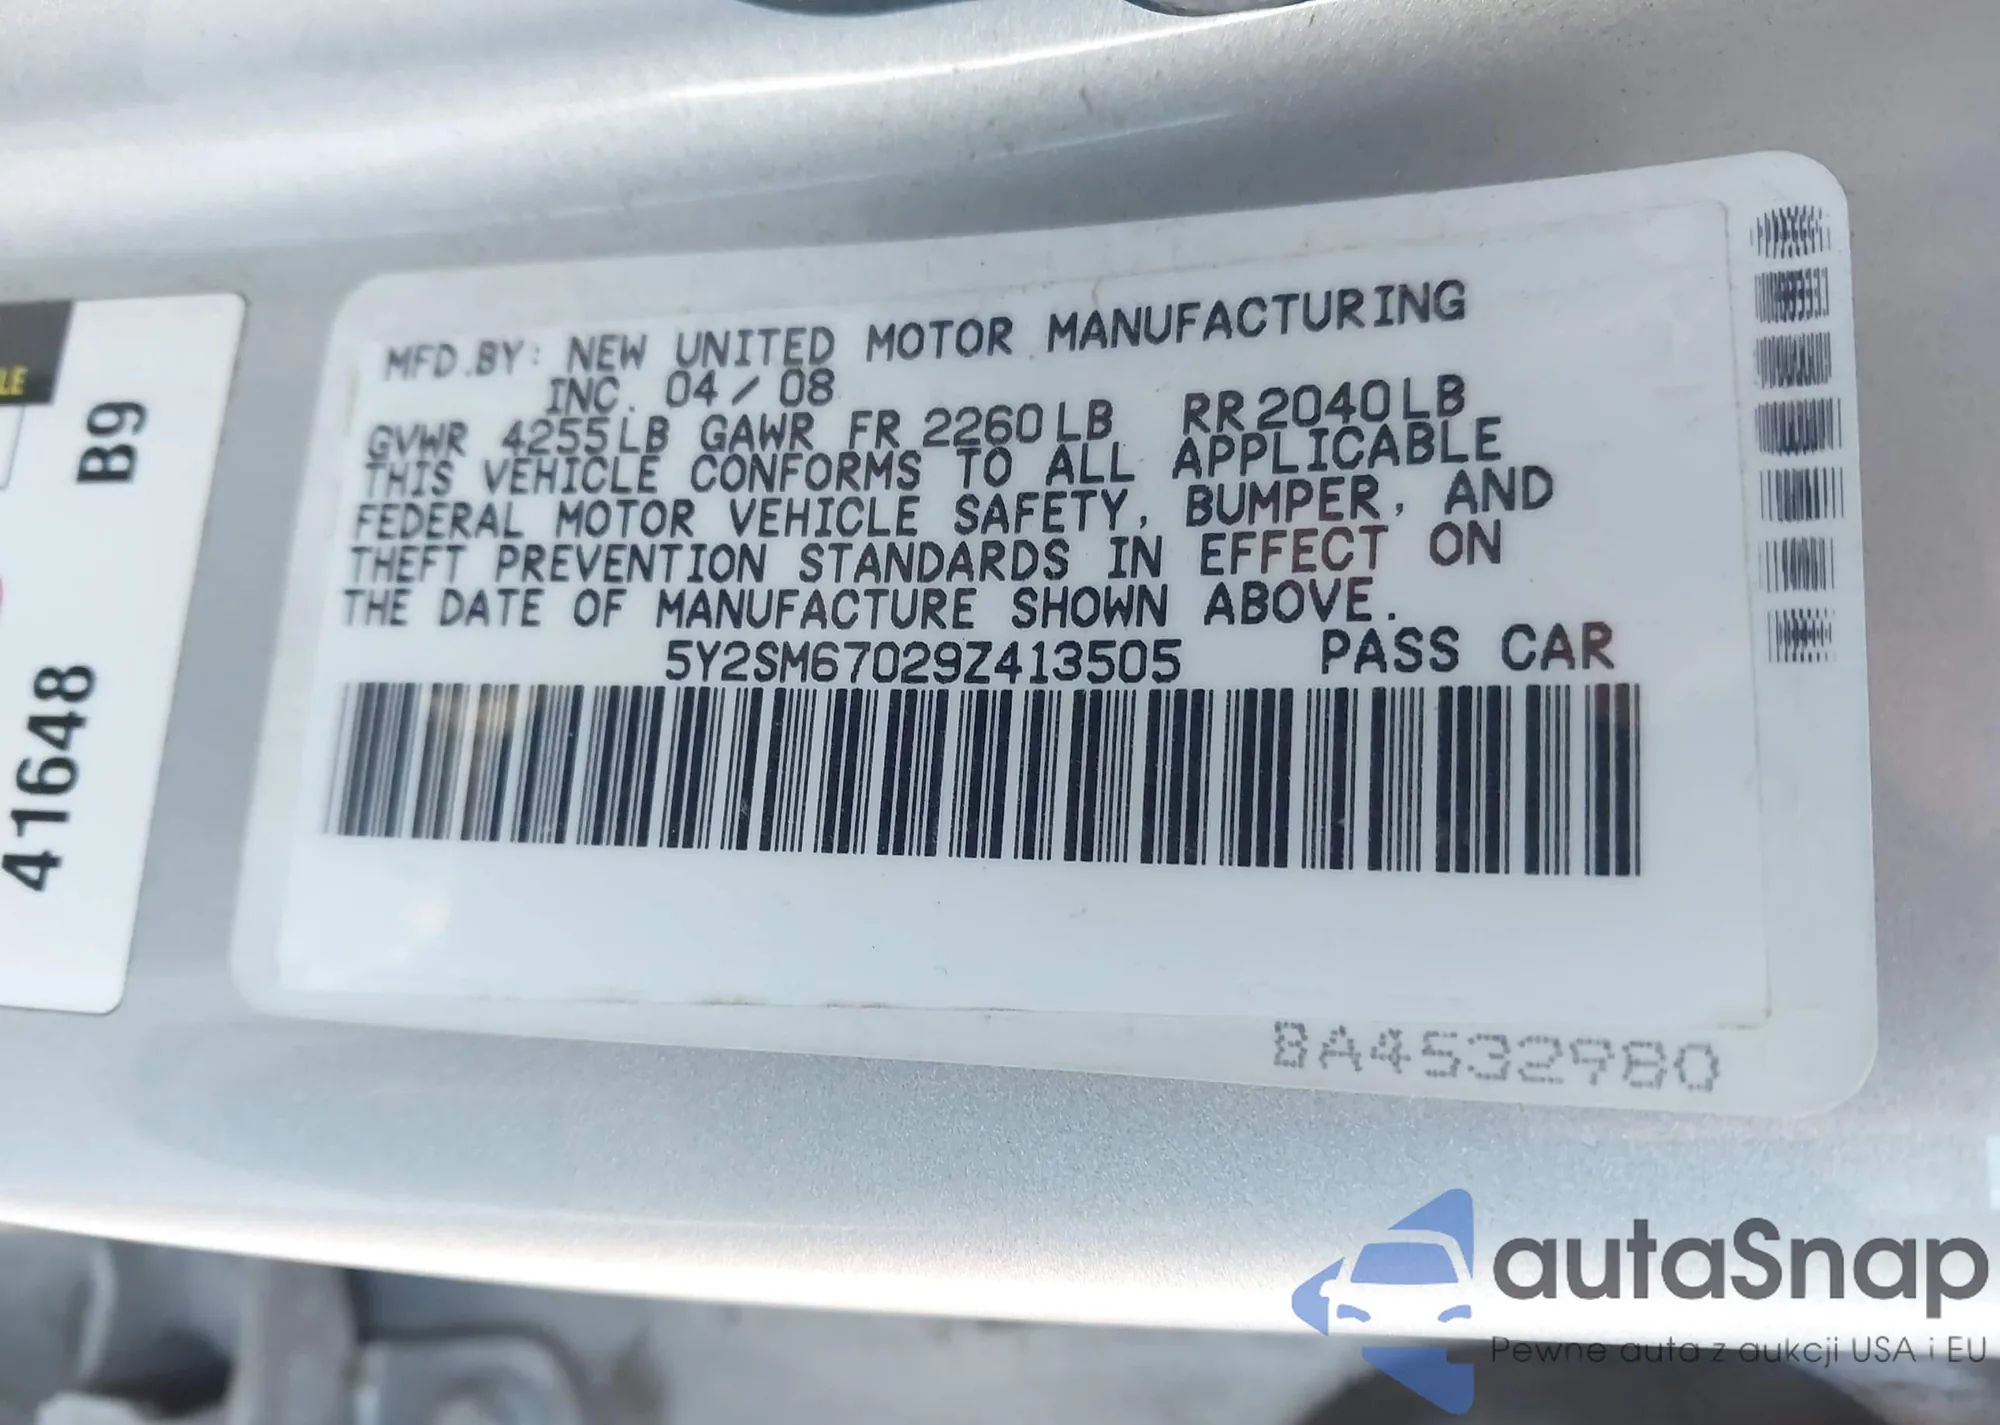 MFD.BY: NEW UNITED MOTOR MANUFACTURING
INC. 04/08
GVWR 4255LB GAWR FR 2260LB RR2040LB
THIS VEHICLE CONFORMS TO ALL APPLICABLE
FEDERAL MOTOR VEHICLE SAFETY, BUMPER, AND
THEFT PREVENTION STANDARDS IN EFFECT ON
THE DATE OF MANUFACTURE SHOWN ABOVE.
5Y2SM67029Z413505 PASS CAR
BA4532980
LE
B9
41648
autaSnap
Pewne auta z aukcji USA i EU